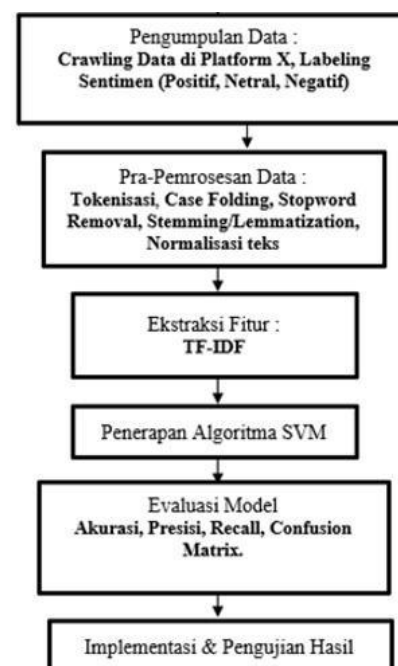 Pengumpulan Data :
Crawling Data di Platform X, Labeling
Sentimen (Positif, Netral, Negatif)
Pra-Pemrosesan Data :
Tokenisasi, Case Folding, Stopword
Removal, Stemming/Lemmatization,
Normalisasi teks
Ekstraksi Fitur :
TF-IDF
Penerapan Algoritma SVM
Evaluasi Model
Akurasi, Presisi, Recall, Confusion
Matrix.
Implementasi & Pengujian Hasil